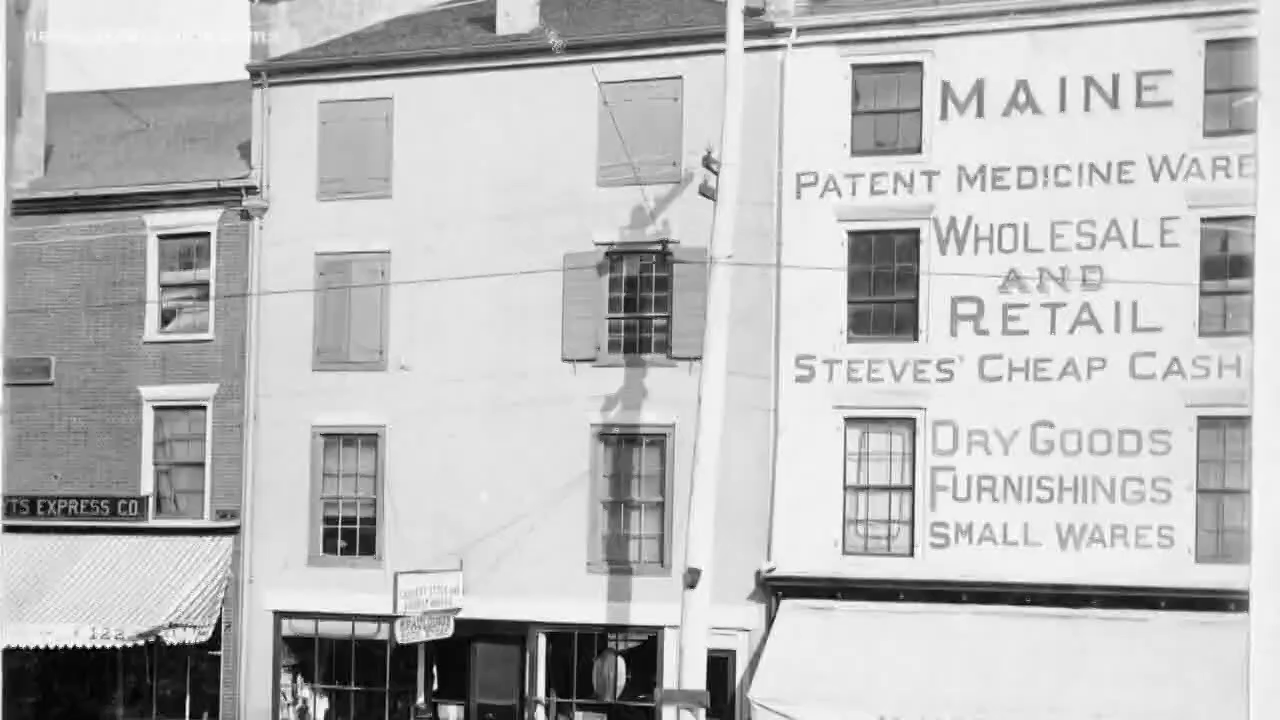 MAINE
PATENT MEDICINE WARE
WHOLESALE
AND
RETAIL
STEEVES' CHEAP CASH
DRY GOODS
FURNISHINGS
SMALL WARES
TS EXPRESS CO
122